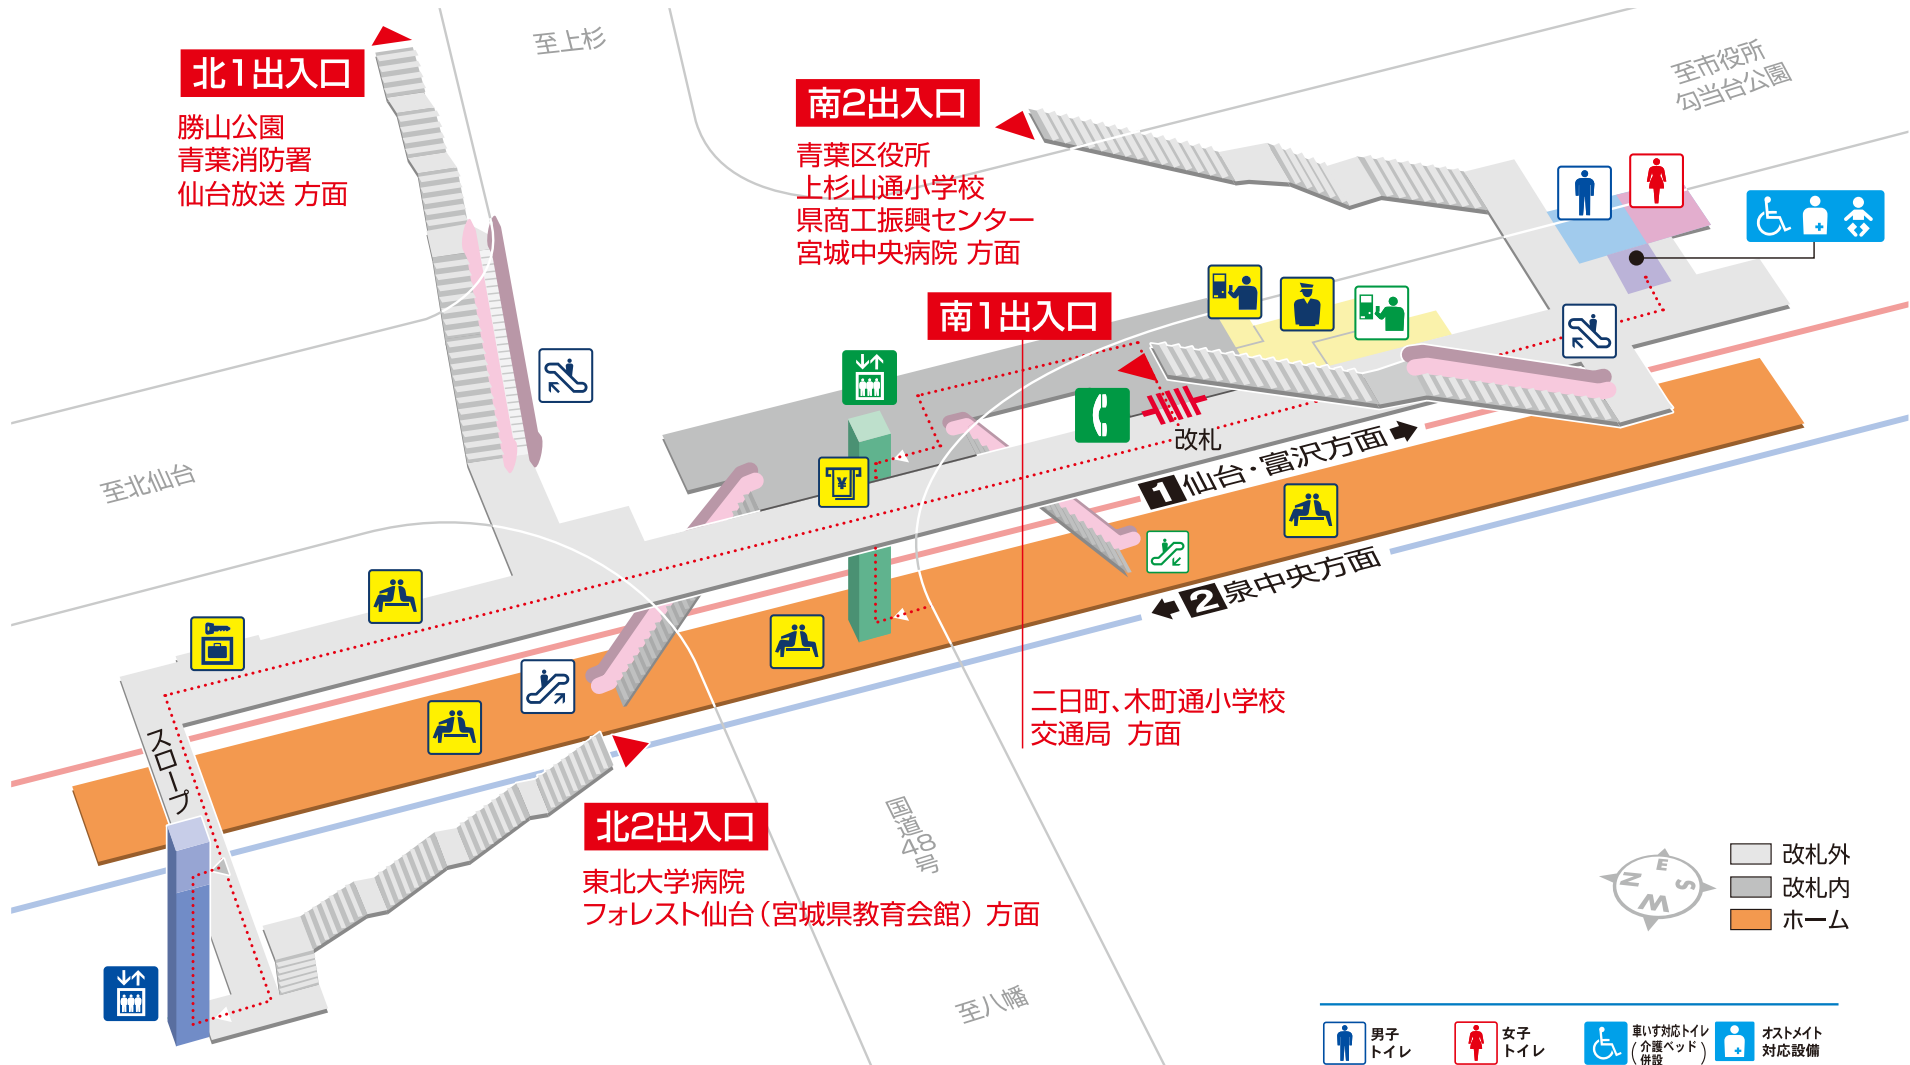 北1出入口
勝山公園
青葉消防署
仙台放送 方面
至上杉
南2出入口
青葉区役所
上杉山通小学校
県商工振興センター
宮城中央病院 方面
至市役所
勾当台公園
南1出入口
改札
1 仙台・富沢方面
2 泉中央方面
至北仙台
二日町、木町通小学校
交通局 方面
スロープ
¥
北2出入口
東北大学病院
フォレスト仙台(宮城県教育会館) 方面
国道48号
至八幡
N
E
S
W
改札外
改札内
ホーム
男子
トイレ
女子
トイレ
車いす対応トイレ
(介護ベッド
併設)
オストメイト
対応設備